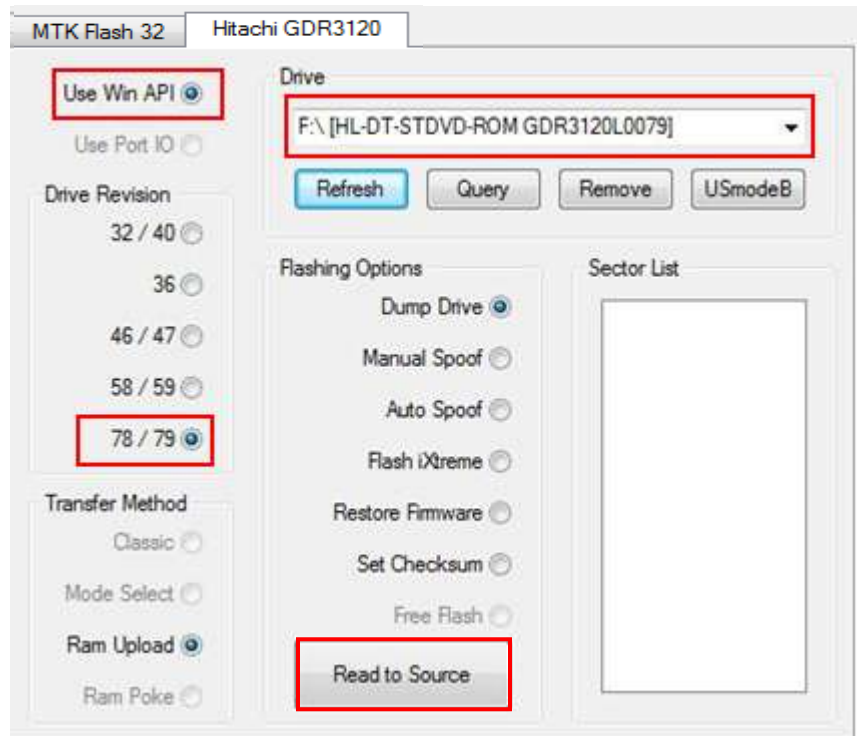 MTK Flash 32
Hitachi GDR3120
Use Win API
Use Port IO
Drive Revision
32 / 40
36
46 / 47
58 / 59
78 / 79
Transfer Method
Classic
Mode Select
Ram Upload
Ram Poke
Drive
F:\ [HL-DT-STDVD-ROM GDR3120L0079]
Refresh
Query
Remove
USmodeB
Flashing Options
Dump Drive
Manual Spoof
Auto Spoof
Flash iXtreme
Restore Firmware
Set Checksum
Free Flash
Read to Source
Sector List